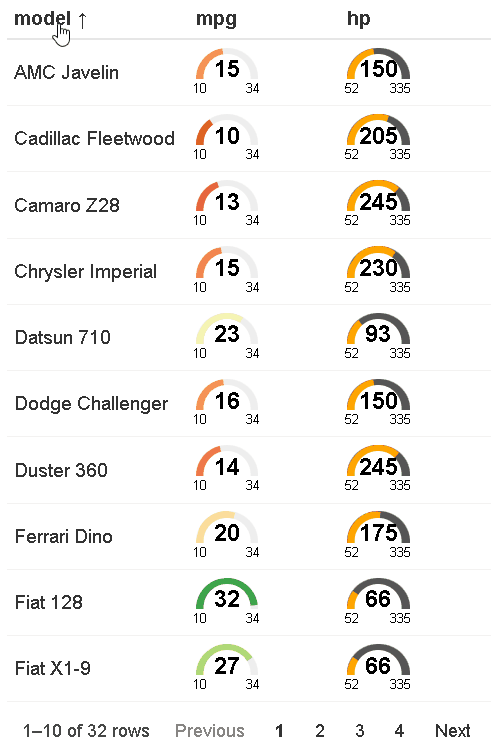 model ↑ mpg hp
AMC Javelin 15 10 34 150 52 335
Cadillac Fleetwood 10 10 34 205 52 335
Camaro Z28 13 10 34 245 52 335
Chrysler Imperial 15 10 34 230 52 335
Datsun 710 23 10 34 93 52 335
Dodge Challenger 16 10 34 150 52 335
Duster 360 14 10 34 245 52 335
Ferrari Dino 20 10 34 175 52 335
Fiat 128 32 10 34 66 52 335
Fiat X1-9 27 10 34 66 52 335
1–10 of 32 rows Previous 1 2 3 4 Next